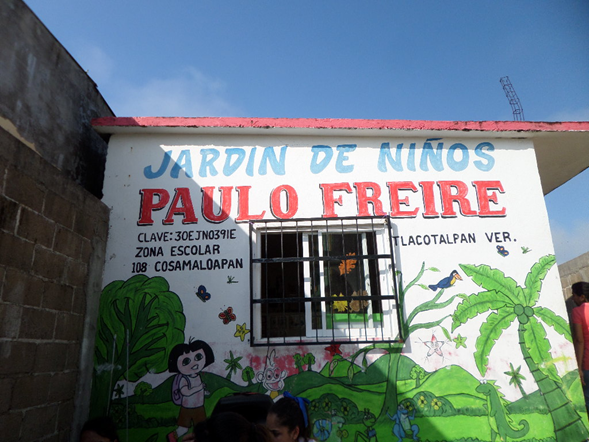 JARDIN DE NIÑOS
PAULO FREIRE
CLAVE: 30EJN0391E
ZONA ESCOLAR
108 COSAMALOAPAN
TLACOTALPAN VER.